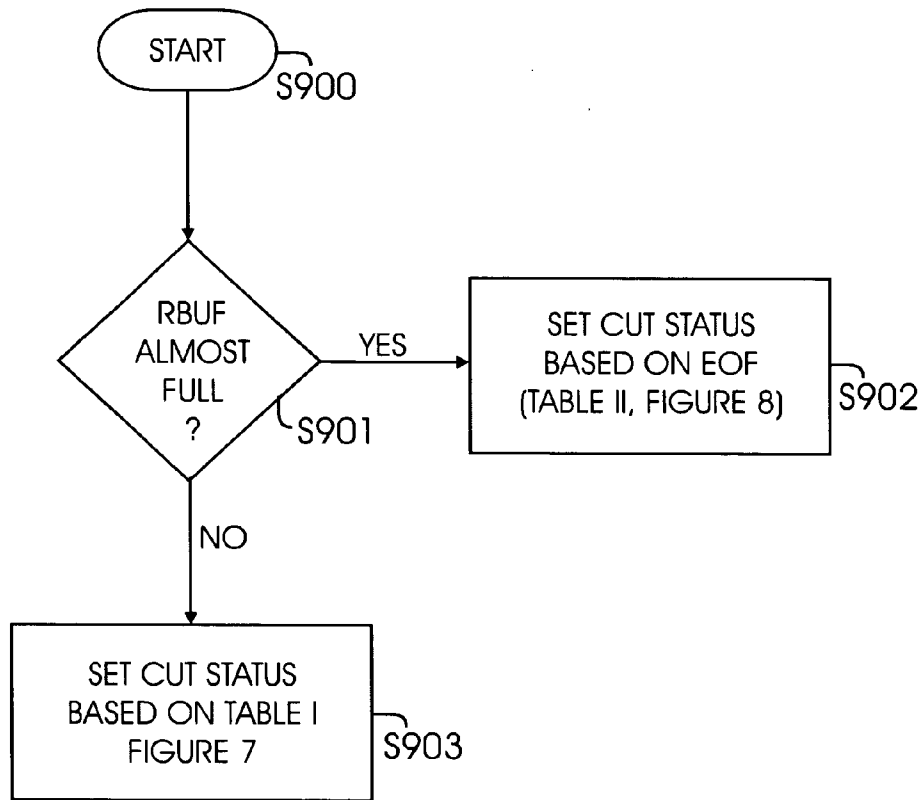 START
S900
RBUF
ALMOST
FULL
?
S901
YES
SET CUT STATUS
BASED ON EOF
(TABLE II, FIGURE 8)
S902
NO
SET CUT STATUS
BASED ON TABLE I
FIGURE 7
S903